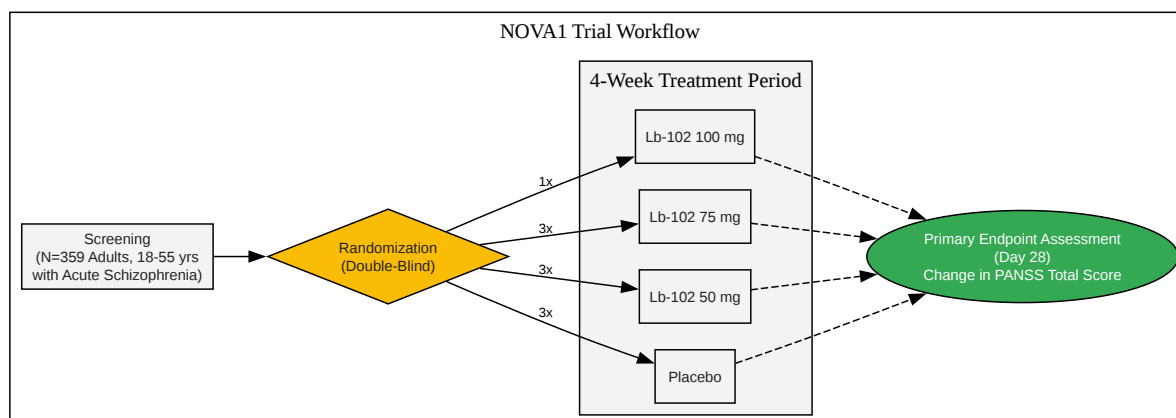 NOVA1 Trial Workflow
4-Week Treatment Period
Screening
(N=359 Adults, 18-55 yrs
with Acute Schizophrenia)
Randomization
(Double-Blind)
1x
3x
3x
3x
Lb-102 100 mg
Lb-102 75 mg
Lb-102 50 mg
Placebo
Primary Endpoint Assessment
(Day 28)
Change in PANSS Total Score